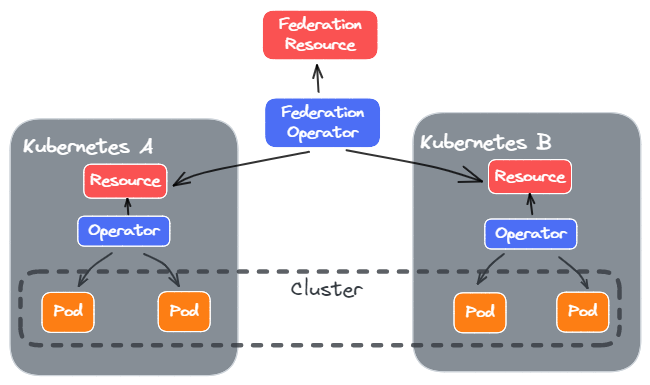 Federation
Resource
Federation
Operator
Kubernetes A
Resource
Operator
Pod
Pod
Kubernetes B
Resource
Operator
Pod
Pod
Cluster